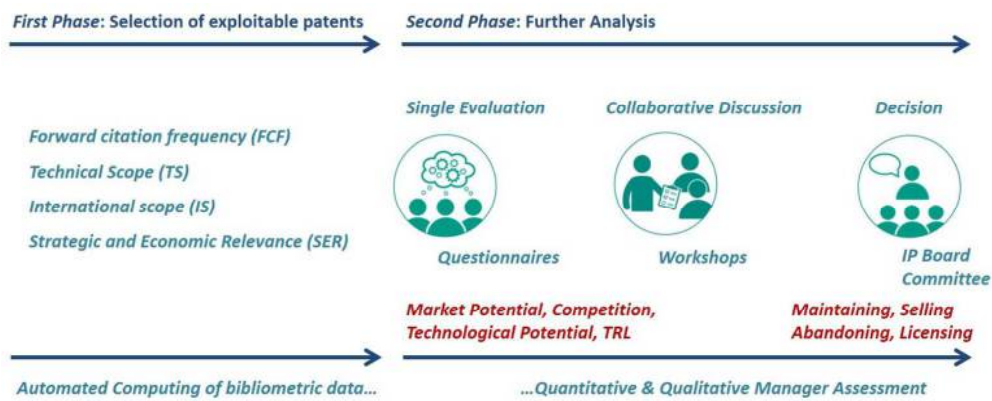 First Phase: Selection of exploitable patents
Second Phase: Further Analysis
Forward citation frequency (FCF)
Technical Scope (TS)
International scope (IS)
Strategic and Economic Relevance (SER)
Single Evaluation
Collaborative Discussion
Decision
Questionnaires
Workshops
IP Board
Committee
Market Potential, Competition,
Technological Potential, TRL
Maintaining, Selling
Abandoning, Licensing
Automated Computing of bibliometric data...
...Quantitative & Qualitative Manager Assessment